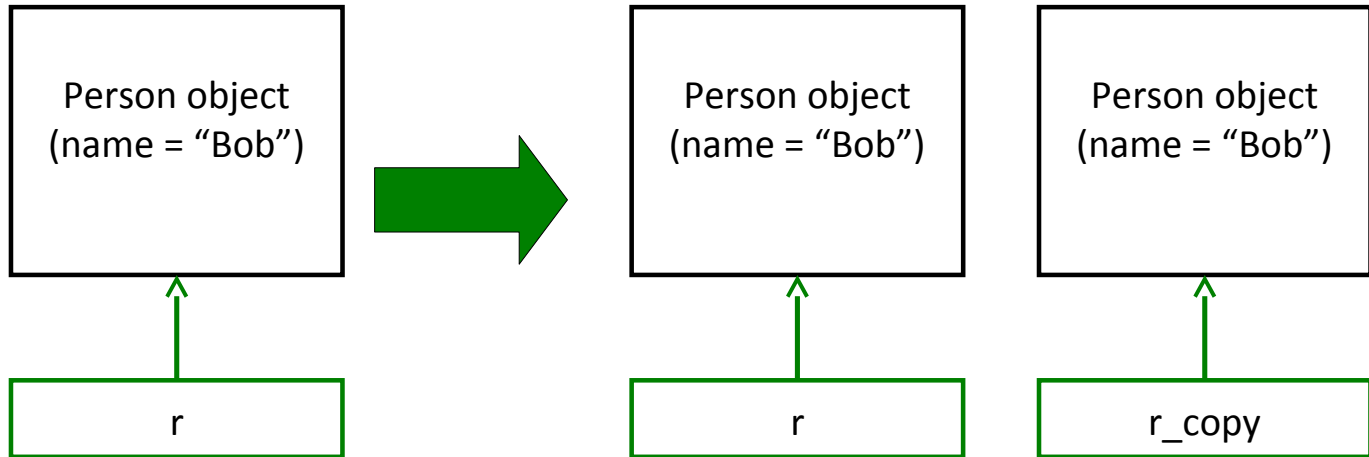 Person object
(name = “Bob”)
r
Person object
(name = “Bob”)
r
Person object
(name = “Bob”)
r_copy